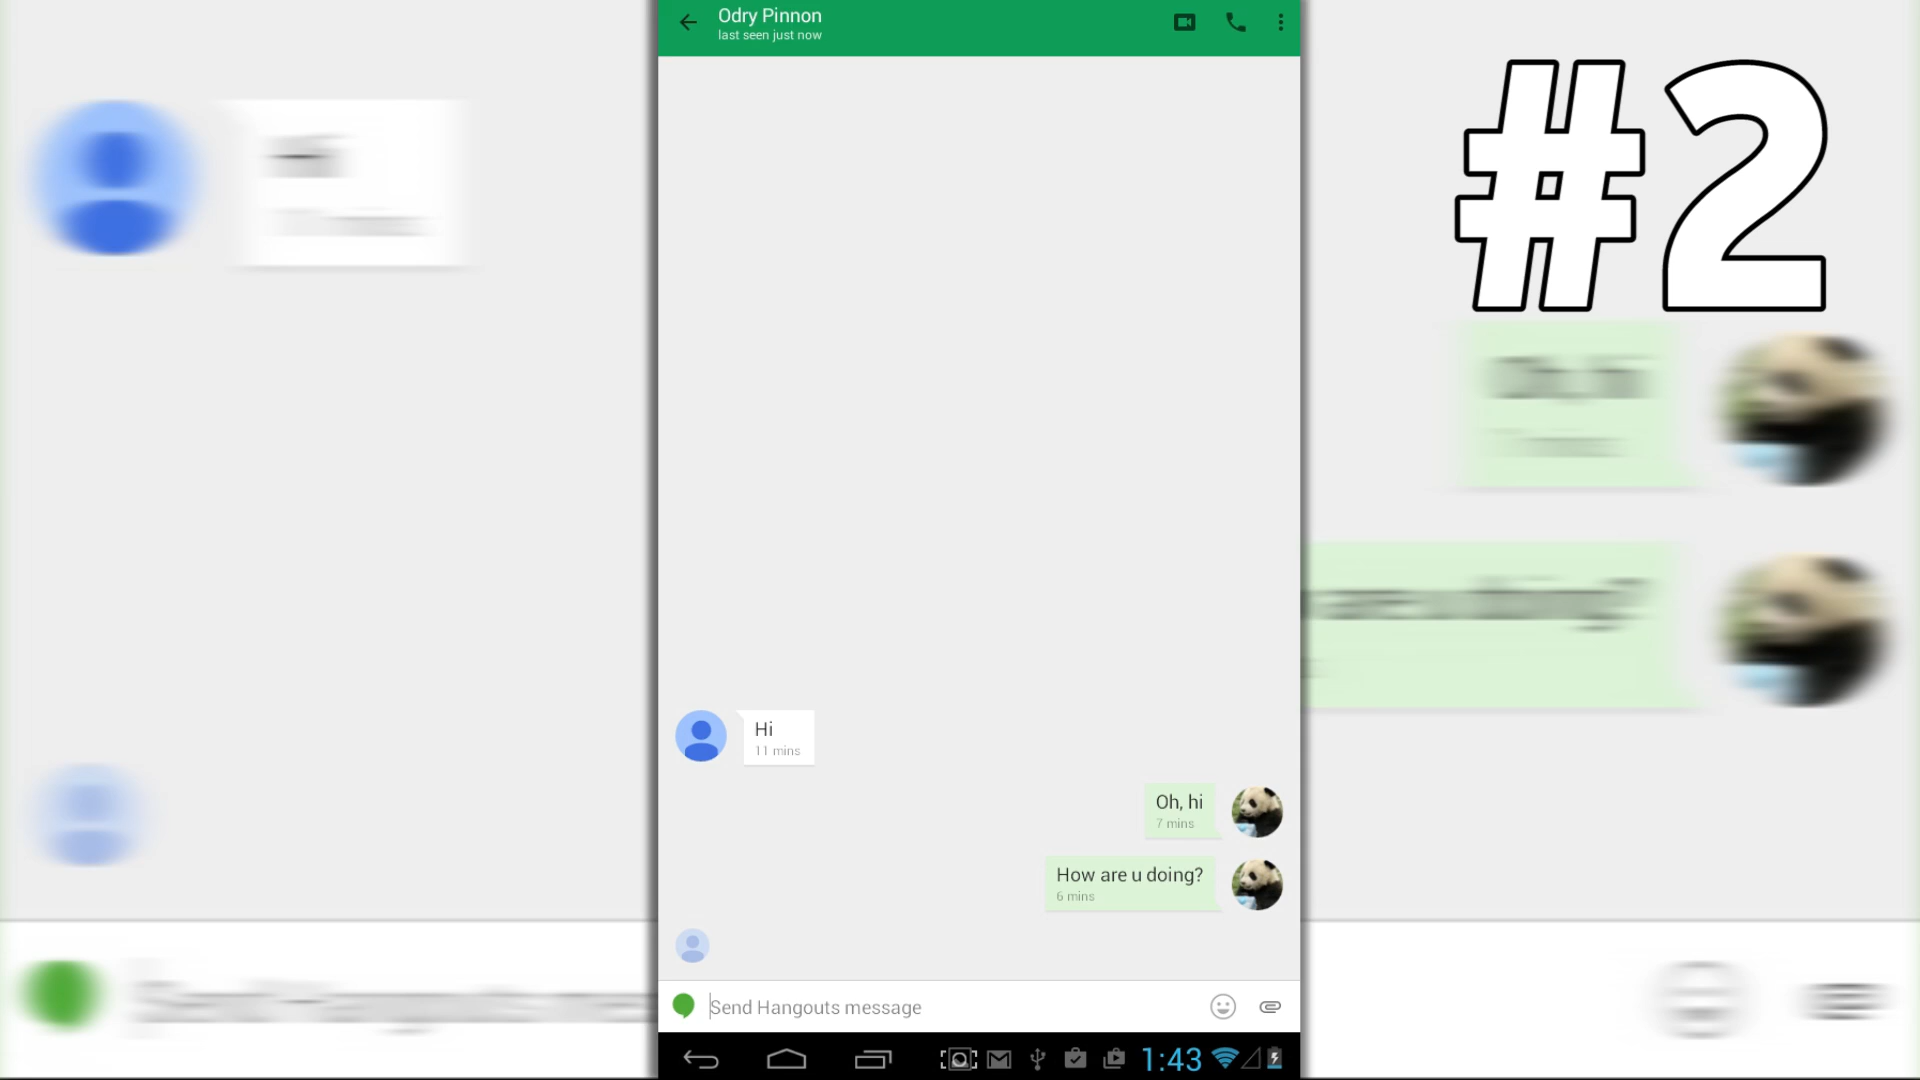 Odry Pinnon
last seen just now
#2
Hi
11 mins
Oh, hi
7 mins
How are u doing?
6 mins
Send Hangouts message
1:43